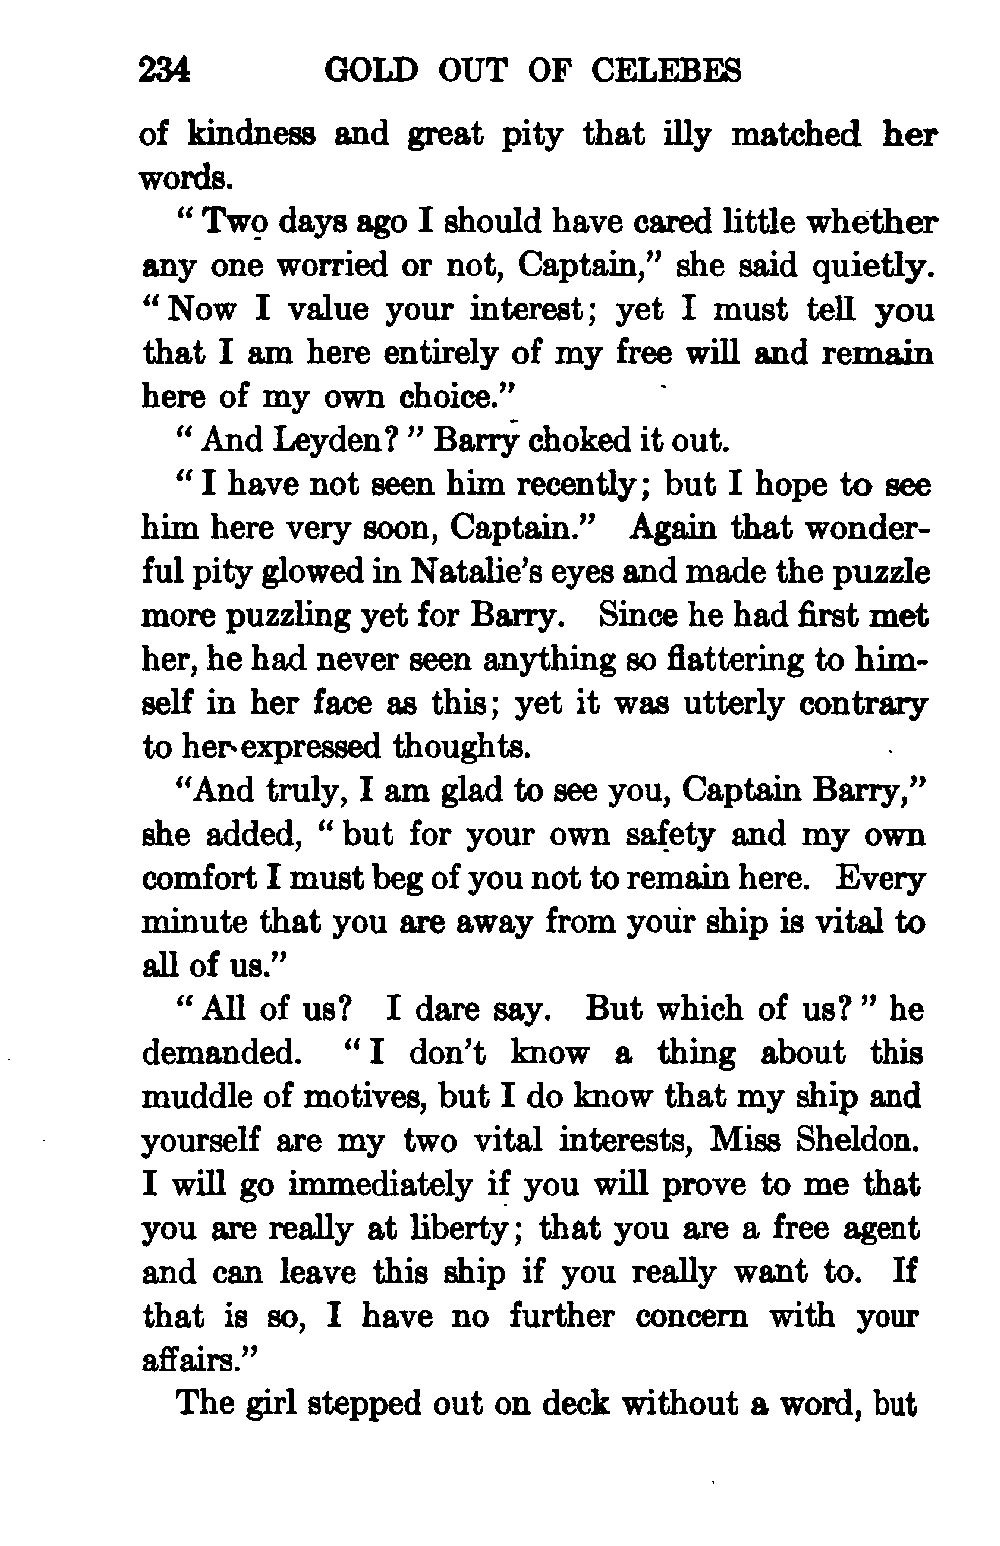 234 GOLD OUT OF CELEBES
of kindness and great pity that illy matched her
words.
“Two days ago I should have cared little whether
any one worried or not, Captain,” she said quietly.
“Now I value your interest; yet I must tell you
that I am here entirely of my free will and remain
here of my own choice.”
“And Leyden?” Barry choked it out.
“I have not seen him recently; but I hope to see
him here very soon, Captain.” Again that wonder-
ful pity glowed in Natalie’s eyes and made the puzzle
more puzzling yet for Barry. Since he had first met
her, he had never seen anything so flattering to him-
self in her face as this; yet it was utterly contrary
to her expressed thoughts.
“And truly, I am glad to see you, Captain Barry,”
she added, “but for your own safety and my own
comfort I must beg of you not to remain here. Every
minute that you are away from your ship is vital to
all of us.”
“All of us? I dare say. But which of us?” he
demanded. “I don’t know a thing about this
muddle of motives, but I do know that my ship and
yourself are my two vital interests, Miss Sheldon.
I will go immediately if you will prove to me that
you are really at liberty; that you are a free agent
and can leave this ship if you really want to. If
that is so, I have no further concern with your
affairs.”
The girl stepped out on deck without a word, but